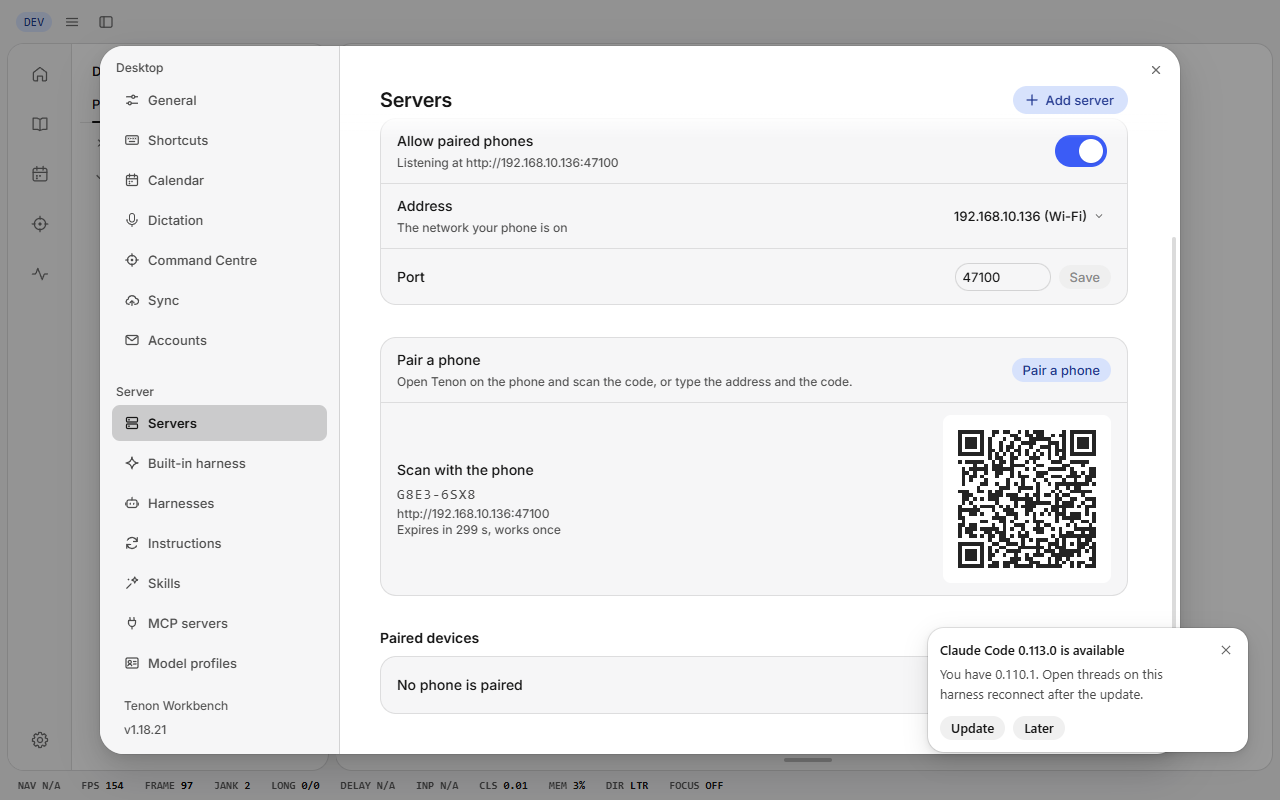 DEV
Desktop
General
Shortcuts
Calendar
Dictation
Command Centre
Sync
Accounts
Server
Servers
Built-in harness
Harnesses
Instructions
Skills
MCP servers
Model profiles
Tenon Workbench
v1.18.21
Servers
Add server
Allow paired phones
Listening at http://192.168.10.136:47100
Address
The network your phone is on
192.168.10.136 (Wi-Fi)
Port
47100
Save
Pair a phone
Open Tenon on the phone and scan the code, or type the address and the code.
Pair a phone
Scan with the phone
G8E3-6SX8
http://192.168.10.136:47100
Expires in 299 s, works once
Paired devices
No phone is paired
Claude Code 0.113.0 is available
You have 0.110.1. Open threads on this
harness reconnect after the update.
Update
Later
NAV N/A FPS 154 FRAME 97 JANK 2 LONG 0/0 DELAY N/A INP N/A CLS 0.01 MEM 3% DIR LTR FOCUS OFF